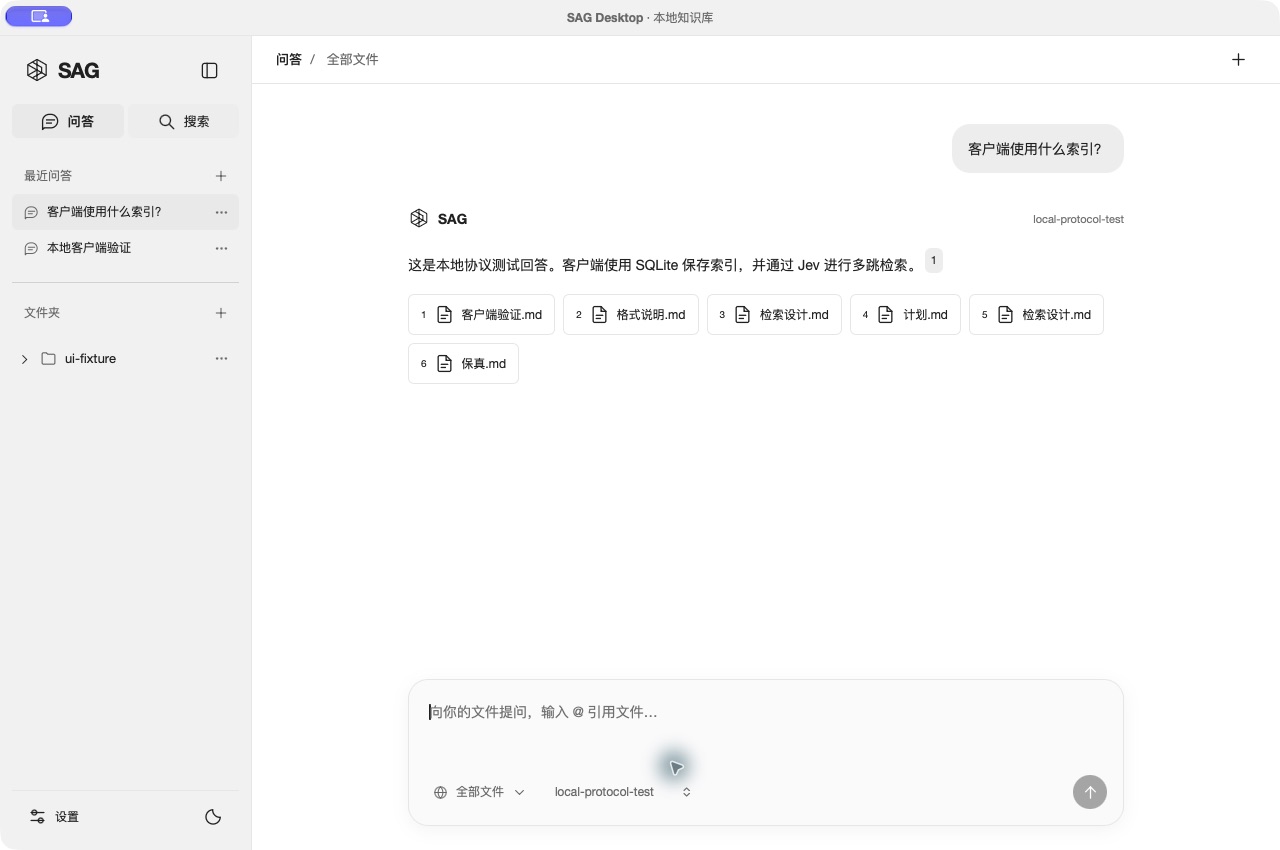 SAG Desktop · 本地知识库
SAG
问答
搜索
最近问答
客户端使用什么索引?
本地客户端验证
文件夹
ui-fixture
设置
问答 / 全部文件
客户端使用什么索引?
SAG
local-protocol-test
这是本地协议测试回答。客户端使用 SQLite 保存索引，并通过 Jev 进行多跳检索。 1
1 客户端验证.md
2 格式说明.md
3 检索设计.md
4 计划.md
5 检索设计.md
6 保真.md
向你的文件提问，输入 @ 引用文件...
全部文件
local-protocol-test